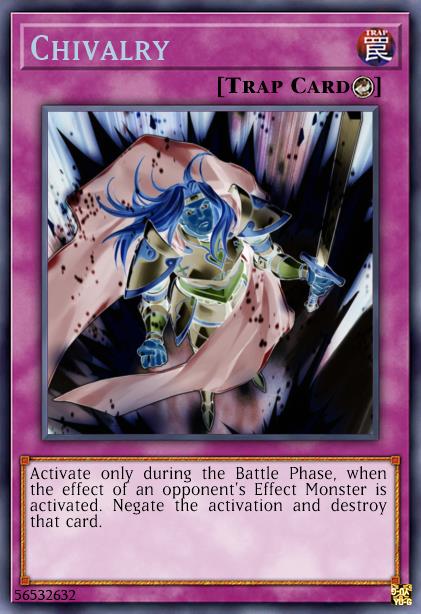 Chivalry
TRAP
罠
[Trap Card]
Activate only during the Battle Phase, when
the effect of an opponent's Effect Monster is
activated. Negate the activation and destroy
that card.
56532632